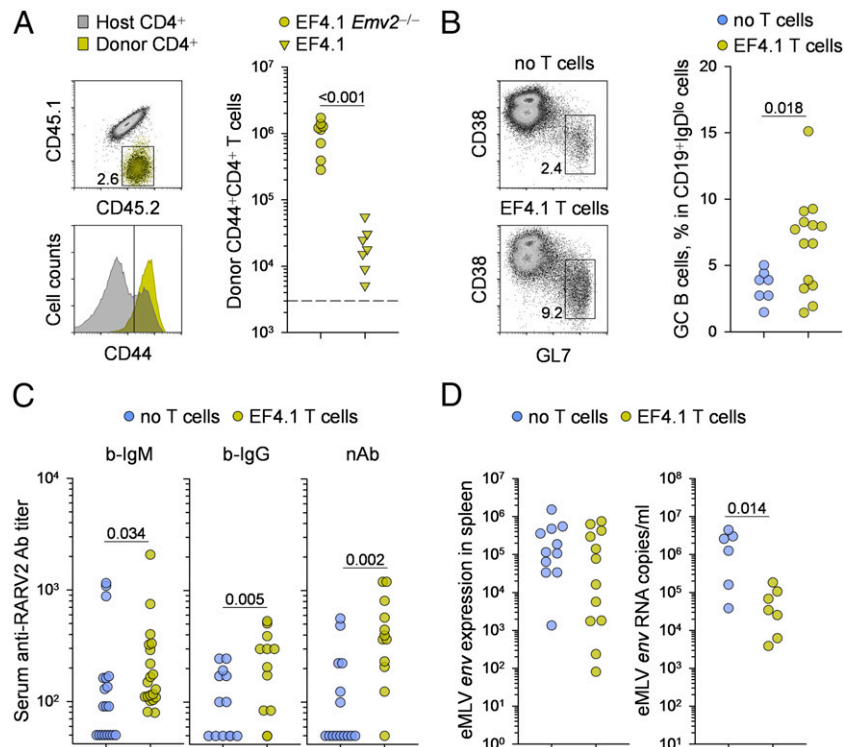 A
Host CD4⁺
Donor CD4⁺
EF4.1 Emv2⁻/⁻
EF4.1
CD45.1
2.6
CD45.2
Cell counts
CD44
Donor CD44⁺CD4⁺ T cells
10⁷
10⁶
10⁵
10⁴
10³
<0.001
B
no T cells
EF4.1 T cells
no T cells
CD38
2.4
EF4.1 T cells
CD38
9.2
GL7
GC B cells, % in CD19⁺IgDˡᵒ cells
20
15
10
5
0
0.018
C
no T cells EF4.1 T cells
b-IgM b-IgG nAb
Serum anti-RARV2 Ab titer
10⁴
10³
10²
0.034
0.005
0.002
D
no T cells EF4.1 T cells
eMLV env expression in spleen
10⁷
10⁶
10⁵
10⁴
10³
10²
10¹
10⁰
eMLV env RNA copies/ml
10⁸
10⁷
10⁶
10⁵
10⁴
10³
10²
10¹
0.014